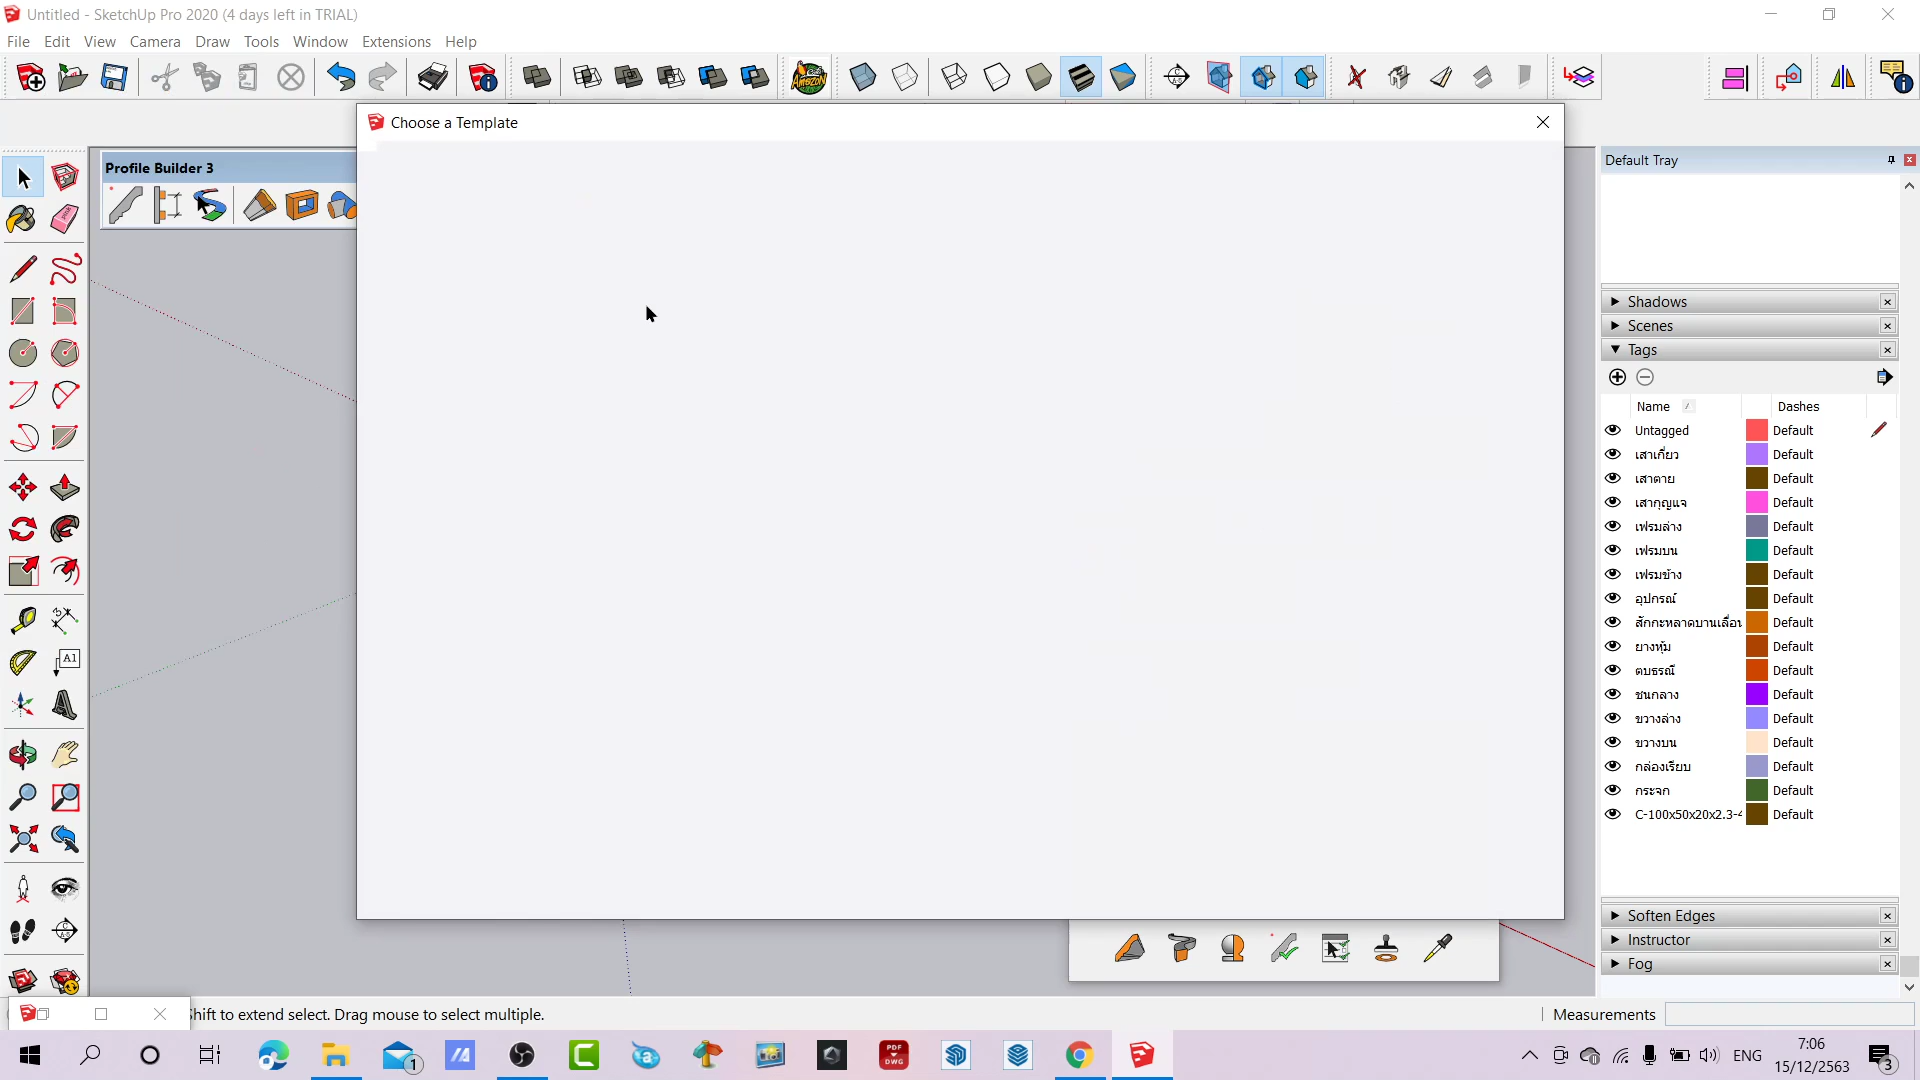 Untitled - SketchUp Pro 2020 (4 days left in TRIAL)
File Edit View Camera Draw Tools Window Extensions Help
Amazon
Choose a Template
Default Tray
Profile Builder 3
Shadows
Scenes
Tags
Name Dashes
Untagged Default
เสาเกี่ยว Default
เสาตาย Default
เสากุญแจ Default
เฟรมล่าง Default
เฟรมบน Default
เฟรมข้าง Default
อุปกรณ์ Default
สักกะหลาดบานเลื่อน Default
ยางหุ้ม Default
ตบธรณี Default
ชนกลาง Default
ขวางล่าง Default
ขวางบน Default
กล่องเรียบ Default
กระจก Default
C-100x50x20x2.3-4 Default
A1
Soften Edges
Instructor
Fog
Shift to extend select. Drag mouse to select multiple.
Measurements
1
PDF
DWG
ENG
7:06
15/12/2563
3